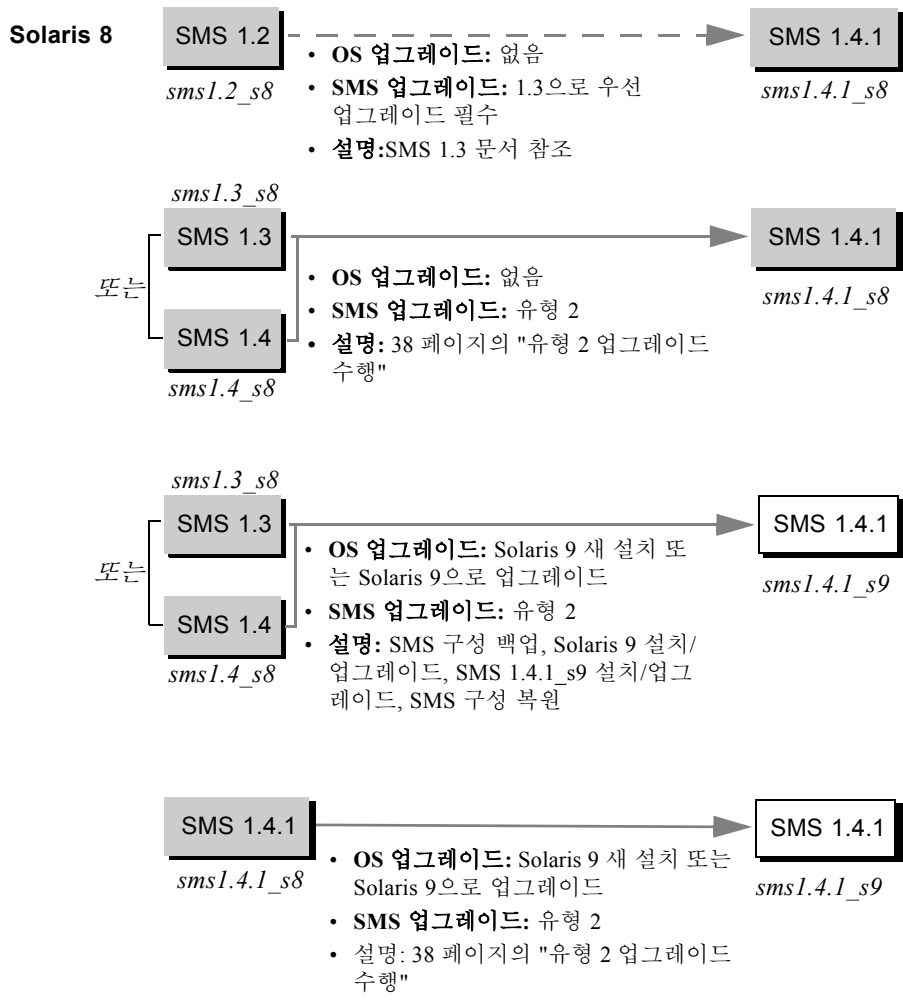 Solaris 8
SMS 1.2
SMS 1.4.1
sms1.2_s8
sms1.4.1_s8
• OS 업그레이드: 없음
• SMS 업그레이드: 1.3으로 우선
업그레이드 필수
• 설명:SMS 1.3 문서 참조
sms1.3_s8
SMS 1.3
또는
SMS 1.4
sms1.4_s8
SMS 1.4.1
sms1.4.1_s8
• OS 업그레이드: 없음
• SMS 업그레이드: 유형 2
• 설명: 38 페이지의 "유형 2 업그레이드
수행"
sms1.3_s8
SMS 1.3
또는
SMS 1.4
sms1.4_s8
SMS 1.4.1
sms1.4.1_s9
• OS 업그레이드: Solaris 9 새 설치 또
는 Solaris 9으로 업그레이드
• SMS 업그레이드: 유형 2
• 설명: SMS 구성 백업, Solaris 9 설치/
업그레이드, SMS 1.4.1_s9 설치/업그
레이드, SMS 구성 복원
SMS 1.4.1
sms1.4.1_s8
SMS 1.4.1
sms1.4.1_s9
• OS 업그레이드: Solaris 9 새 설치 또는
Solaris 9으로 업그레이드
• SMS 업그레이드: 유형 2
• 설명: 38 페이지의 "유형 2 업그레이드
수행"